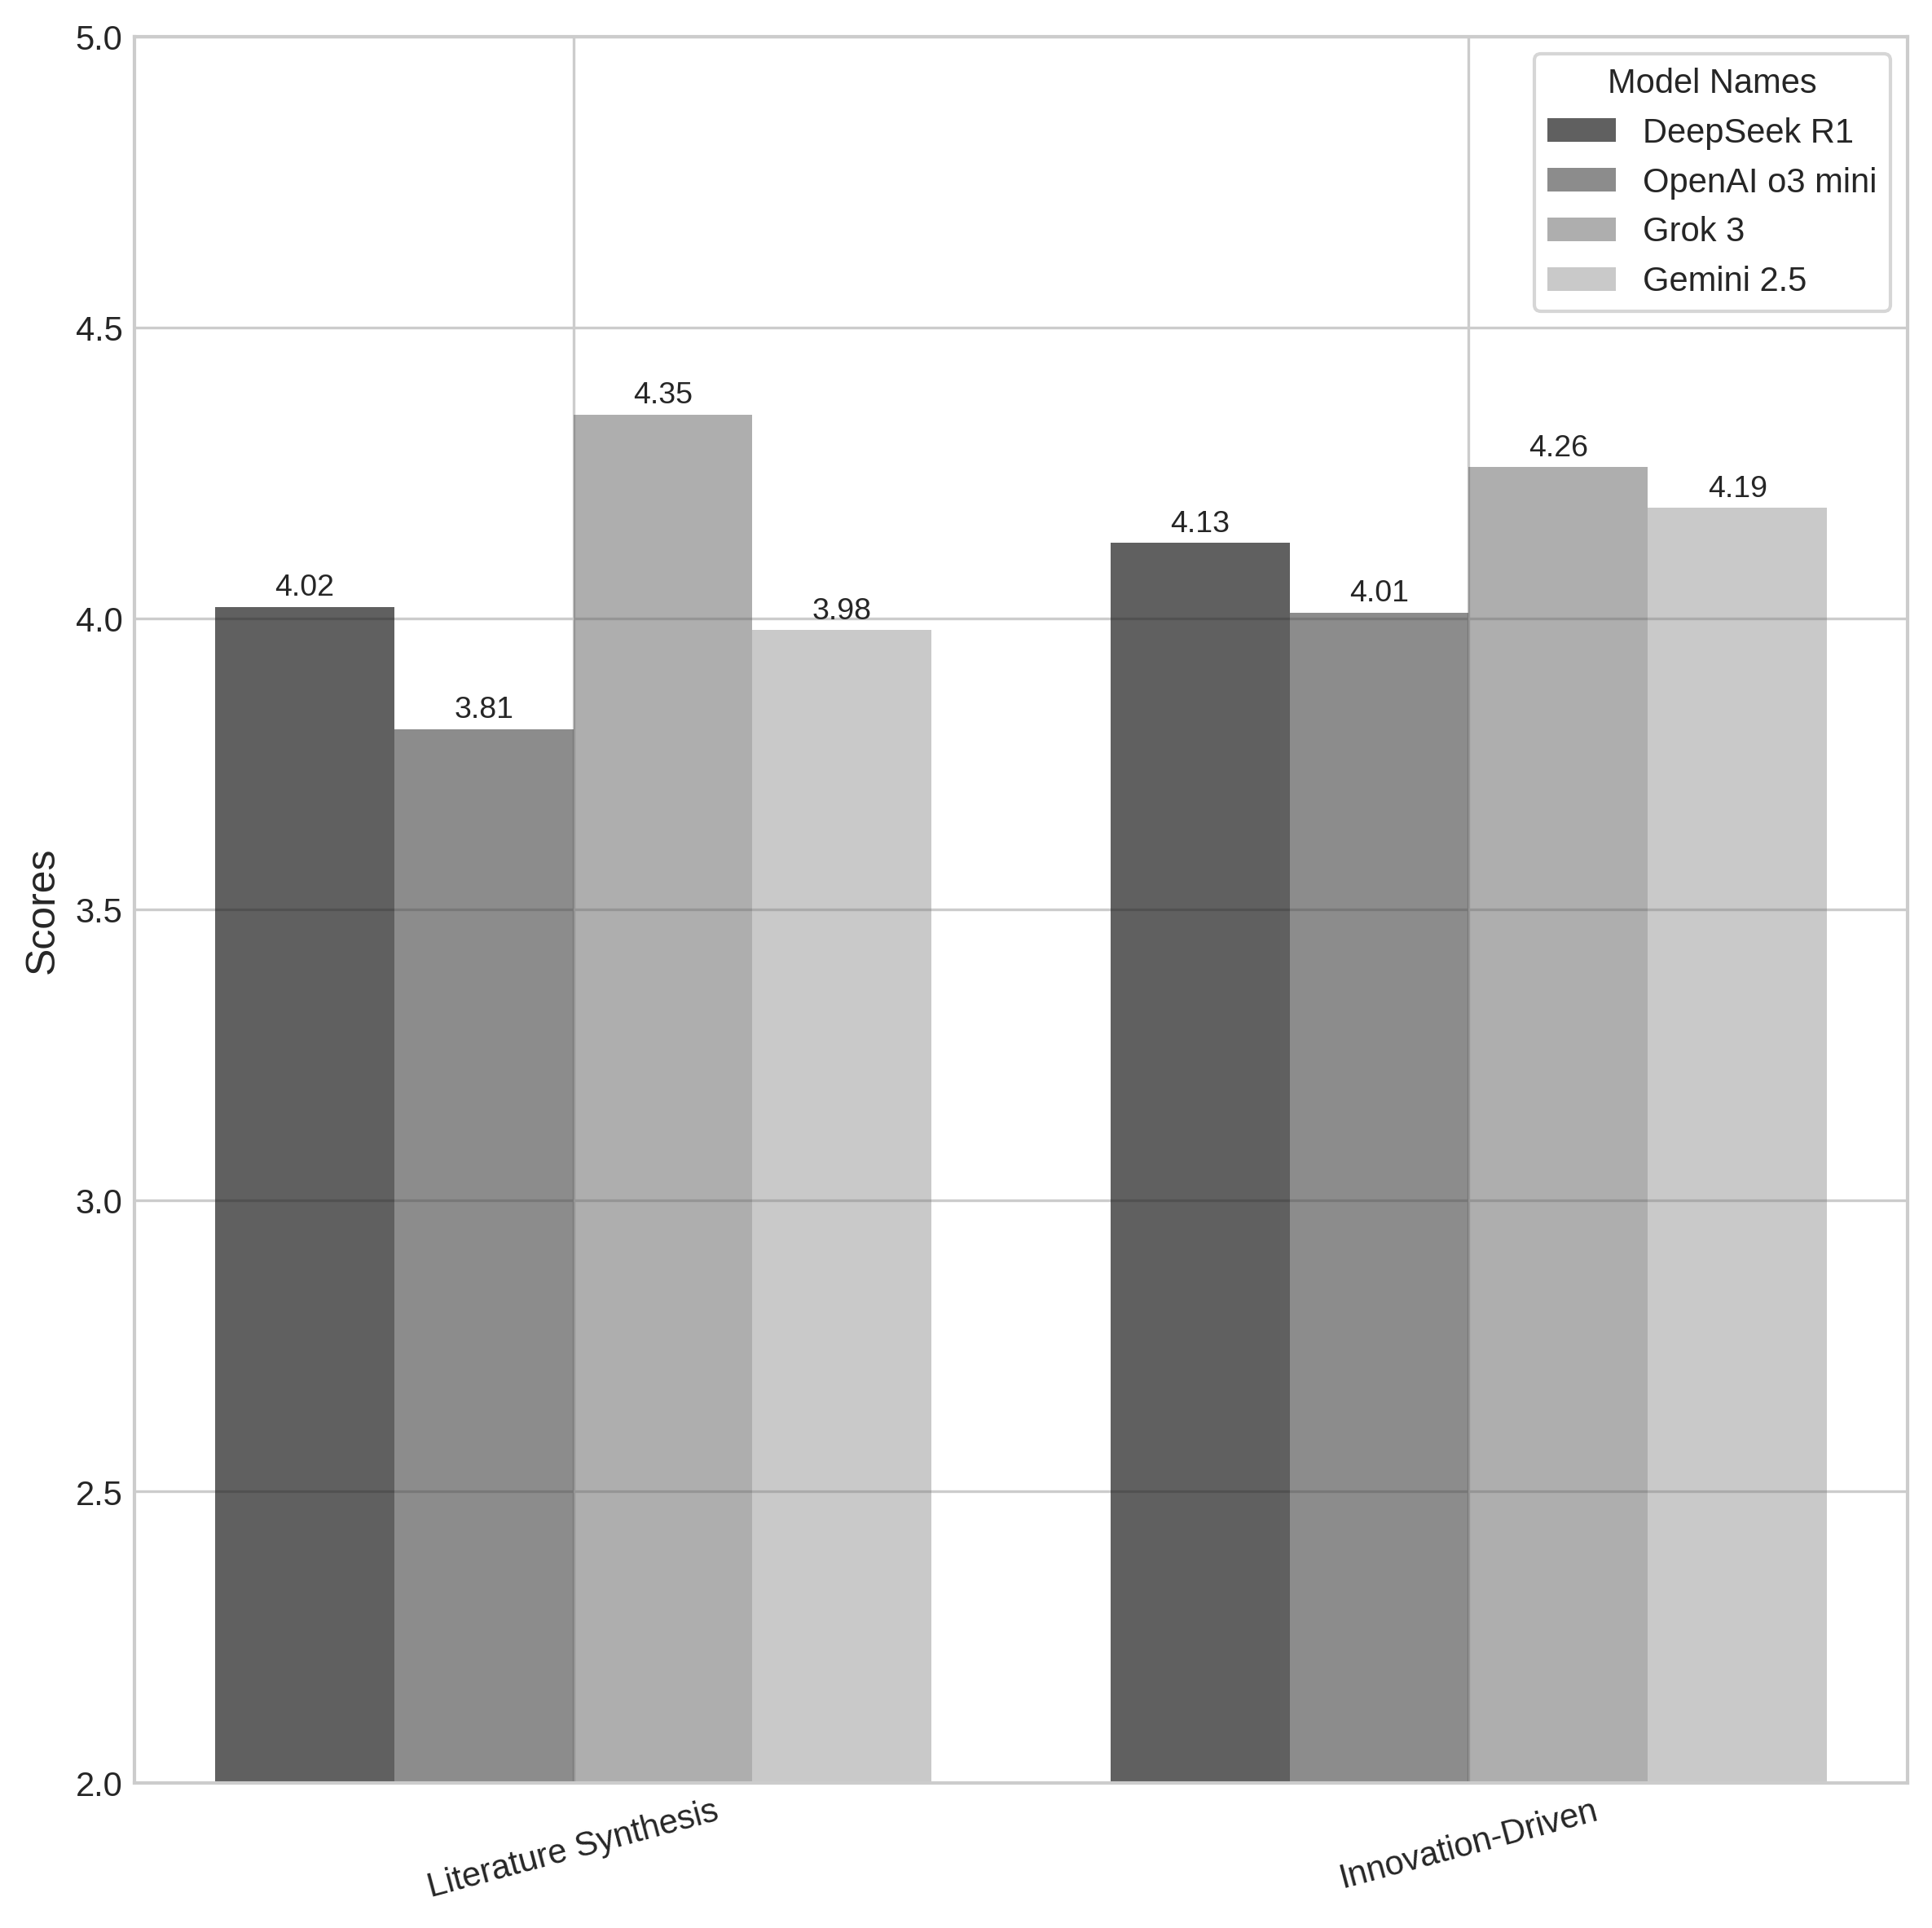 5.0
4.5
4.0
3.5
3.0
2.5
2.0
Scores
Model Names
DeepSeek R1
OpenAI o3 mini
Grok 3
Gemini 2.5
4.02
3.81
4.35
3.98
4.13
4.01
4.26
4.19
Literature Synthesis
Innovation-Driven